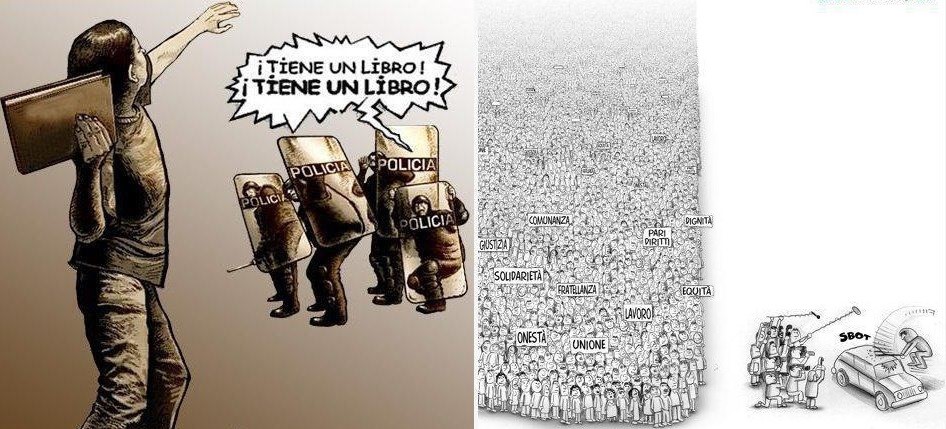 ¡TIENE UN LIBRO!
¡TIENE UN LIBRO!
POLICIA
POLICIA
POLICIA
POLICIA
COMUNANZA
DIGNITÀ
GIUSTIZIA
PARI
DIRITTI
SOLIDARIETÀ
FRATELLANZA
EQUITÀ
LAVORO
ONESTÀ
UNIONE
SBOT